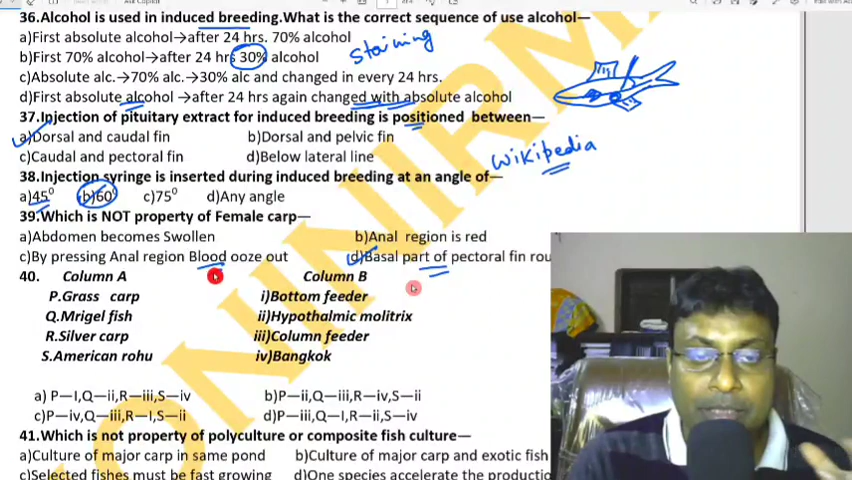 36.Alcohol is used in induced breeding.What is the correct sequence of use alcohol—
a)First absolute alcohol→after 24 hrs. 70% alcohol
b)First 70% alcohol→after 24 hrs 30% alcohol
staining
c)Absolute alc.→70% alc.→30% alc and changed in every 24 hrs.
d)First absolute alcohol →after 24 hrs again changed with absolute alcohol
37.Injection of pituitary extract for induced breeding is positioned between—
a)Dorsal and caudal fin b)Dorsal and pelvic fin
c)Caudal and pectoral fin d)Below lateral line
wikipedia
38.Injection syringe is inserted during induced breeding at an angle of—
a)45⁰ (b)60⁰ c)75⁰ d)Any angle
39.Which is NOT property of Female carp—
a)Abdomen becomes Swollen b)Anal region is red
c)By pressing Anal region Blood ooze out (d)Basal part of pectoral fin rou
40. Column A Column B
P.Grass carp i)Bottom feeder
Q.Mrigel fish ii)Hypothalmic molitrix
R.Silver carp iii)Column feeder
S.American rohu iv)Bangkok
a) P—I,Q—ii,R—iii,S—iv b)P—ii,Q—iii,R—iv,S—ii
c)P—iv,Q—iii,R—I,S—ii d)P—iii,Q—I,R—ii,S—iv
41.Which is not property of polyculture or composite fish culture—
a)Culture of major carp in same pond b)Culture of major carp and exotic fish
c)Selected fishes must be fast growing d)One species accelerate the productio